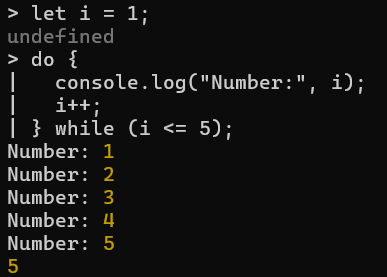 > let i = 1;
undefined
> do {
|   console.log("Number:", i);
|   i++;
| } while (i <= 5);
Number: 1
Number: 2
Number: 3
Number: 4
Number: 5
5